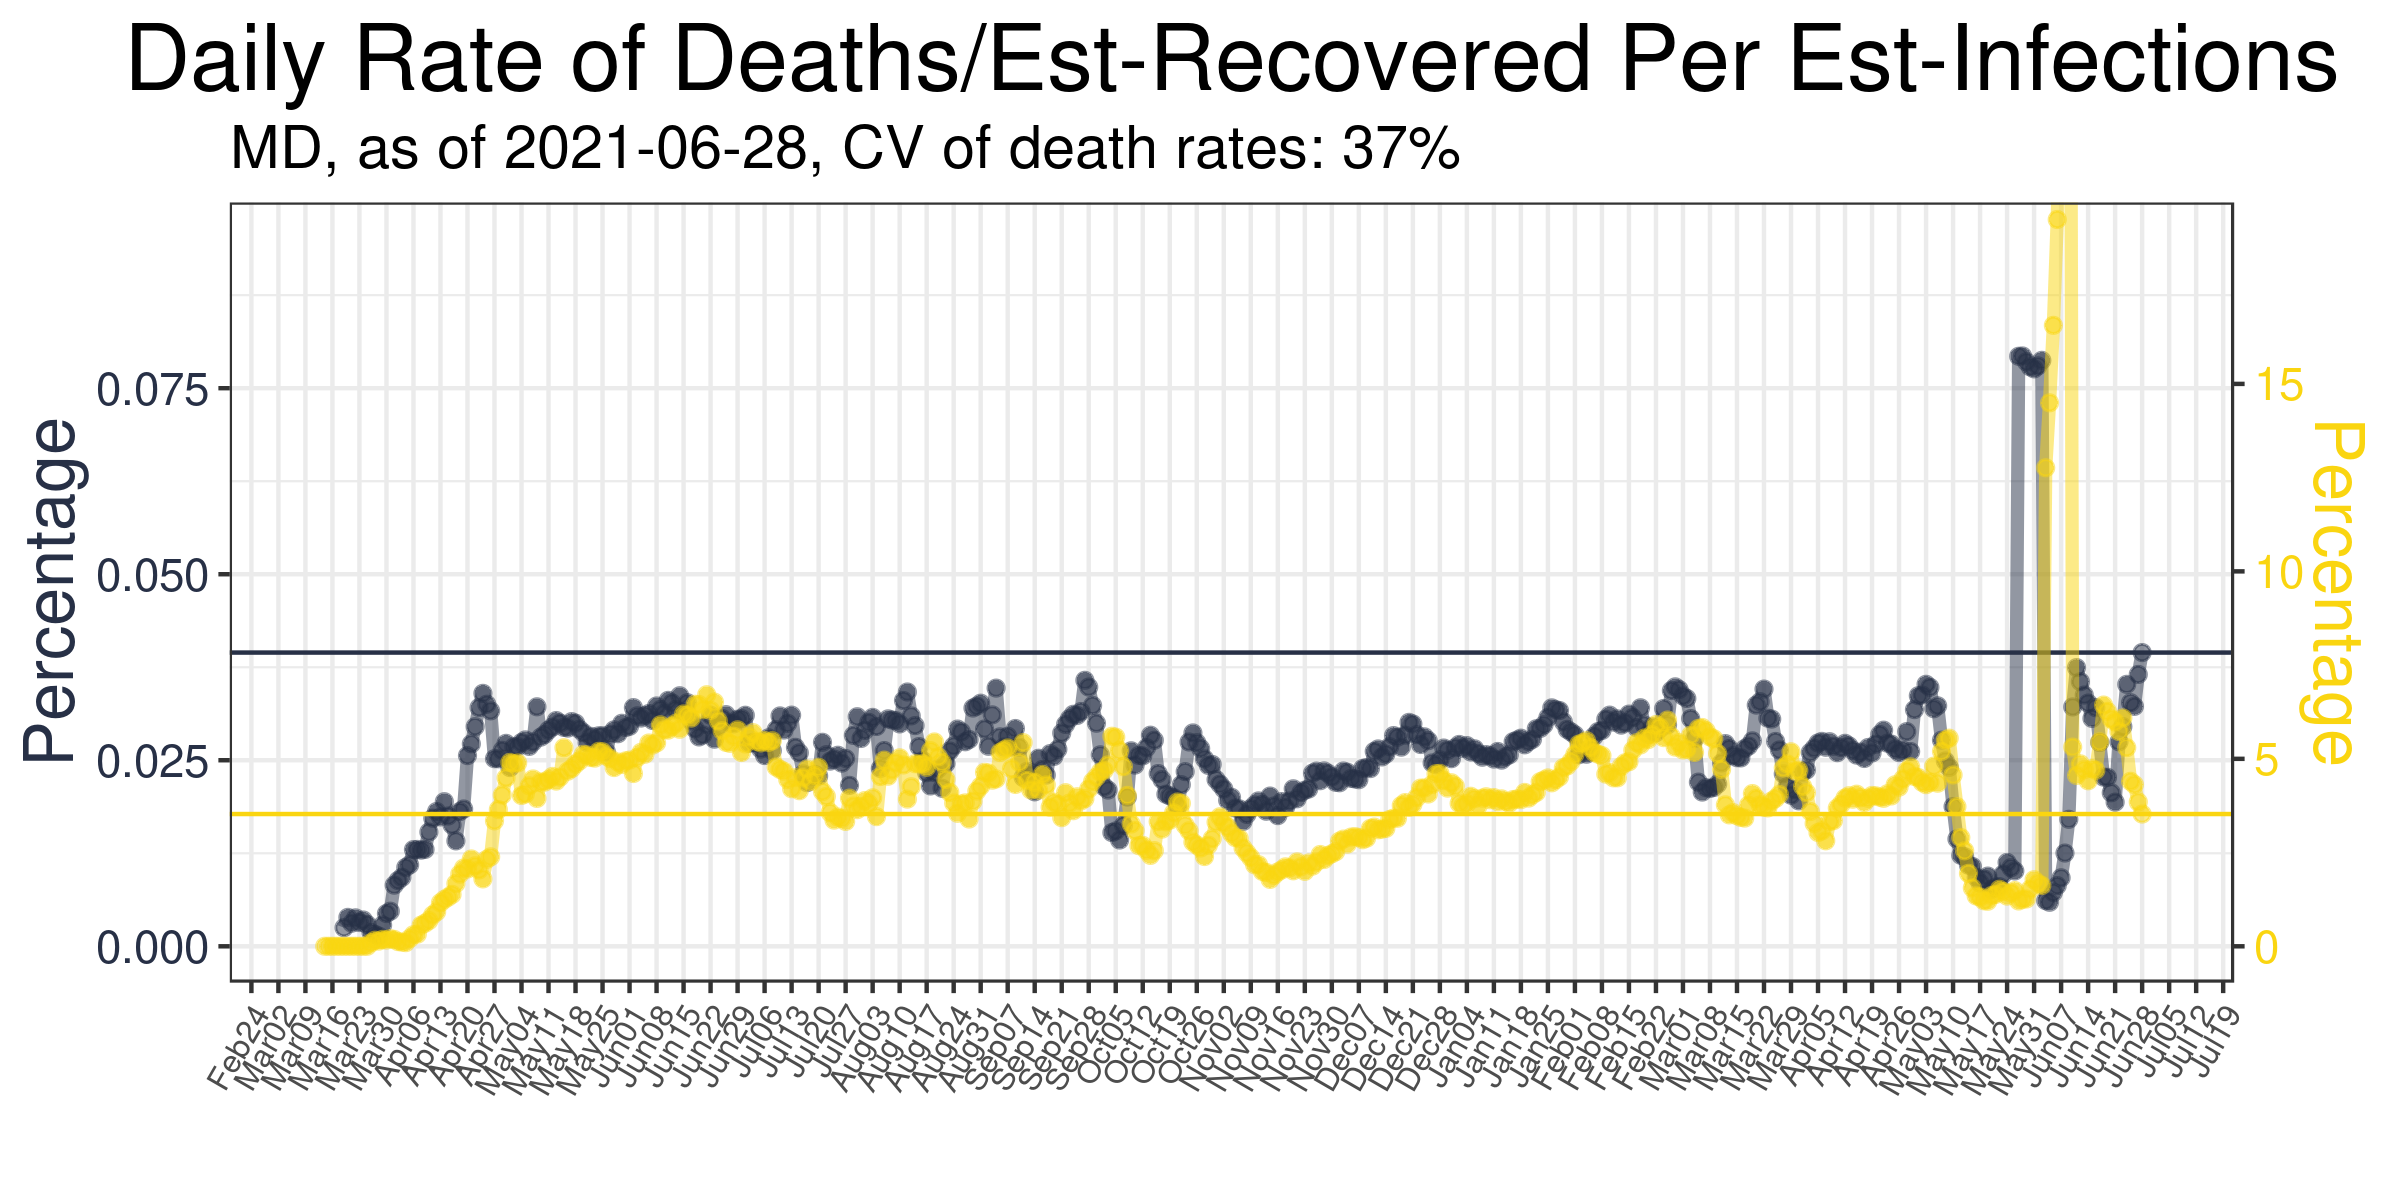 Daily Rate of Deaths/Est-Recovered Per Est-Infections
MD, as of 2021-06-28, CV of death rates: 37%
Percentage
0.075
0.050
0.025
0.000
15
10
5
0
Percentage
Feb24
Mar02
Mar09
Mar16
Mar23
Mar30
Apr06
Apr13
Apr20
Apr27
May04
May11
May18
May25
Jun01
Jun08
Jun15
Jun22
Jun29
Jul06
Jul13
Jul20
Jul27
Aug03
Aug10
Aug17
Aug24
Aug31
Sep07
Sep14
Sep21
Sep28
Oct05
Oct12
Oct19
Oct26
Nov02
Nov09
Nov16
Nov23
Nov30
Dec07
Dec14
Dec21
Dec28
Dec04
Jan11
Jan18
Jan25
Feb01
Feb08
Feb15
Feb22
Mar01
Mar08
Mar15
Mar22
Mar29
Apr05
Apr12
Apr19
Apr26
Apr03
May10
May17
May24
May31
May07
Jun14
Jun21
Jun28
Jun05
Jul12
Jul19